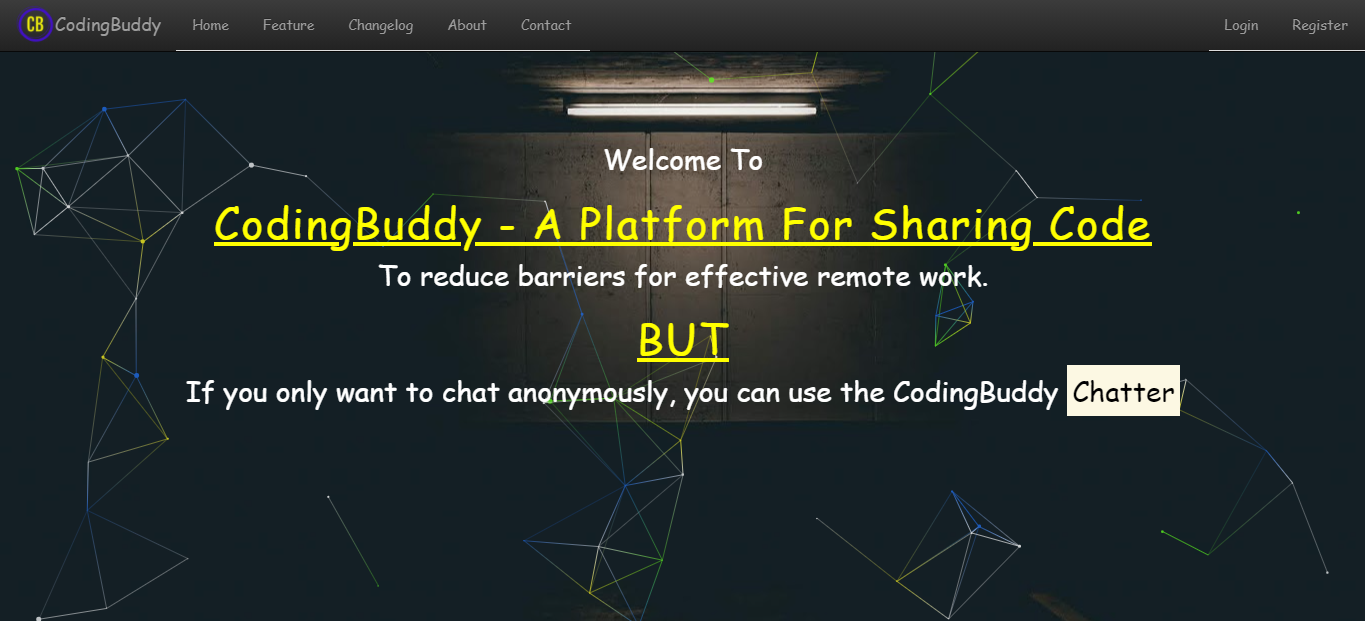 CB CodingBuddy Home Feature Changelog About Contact Login Register
Welcome To
CodingBuddy - A Platform For Sharing Code
To reduce barriers for effective remote work.
BUT
If you only want to chat anonymously, you can use the CodingBuddy Chatter